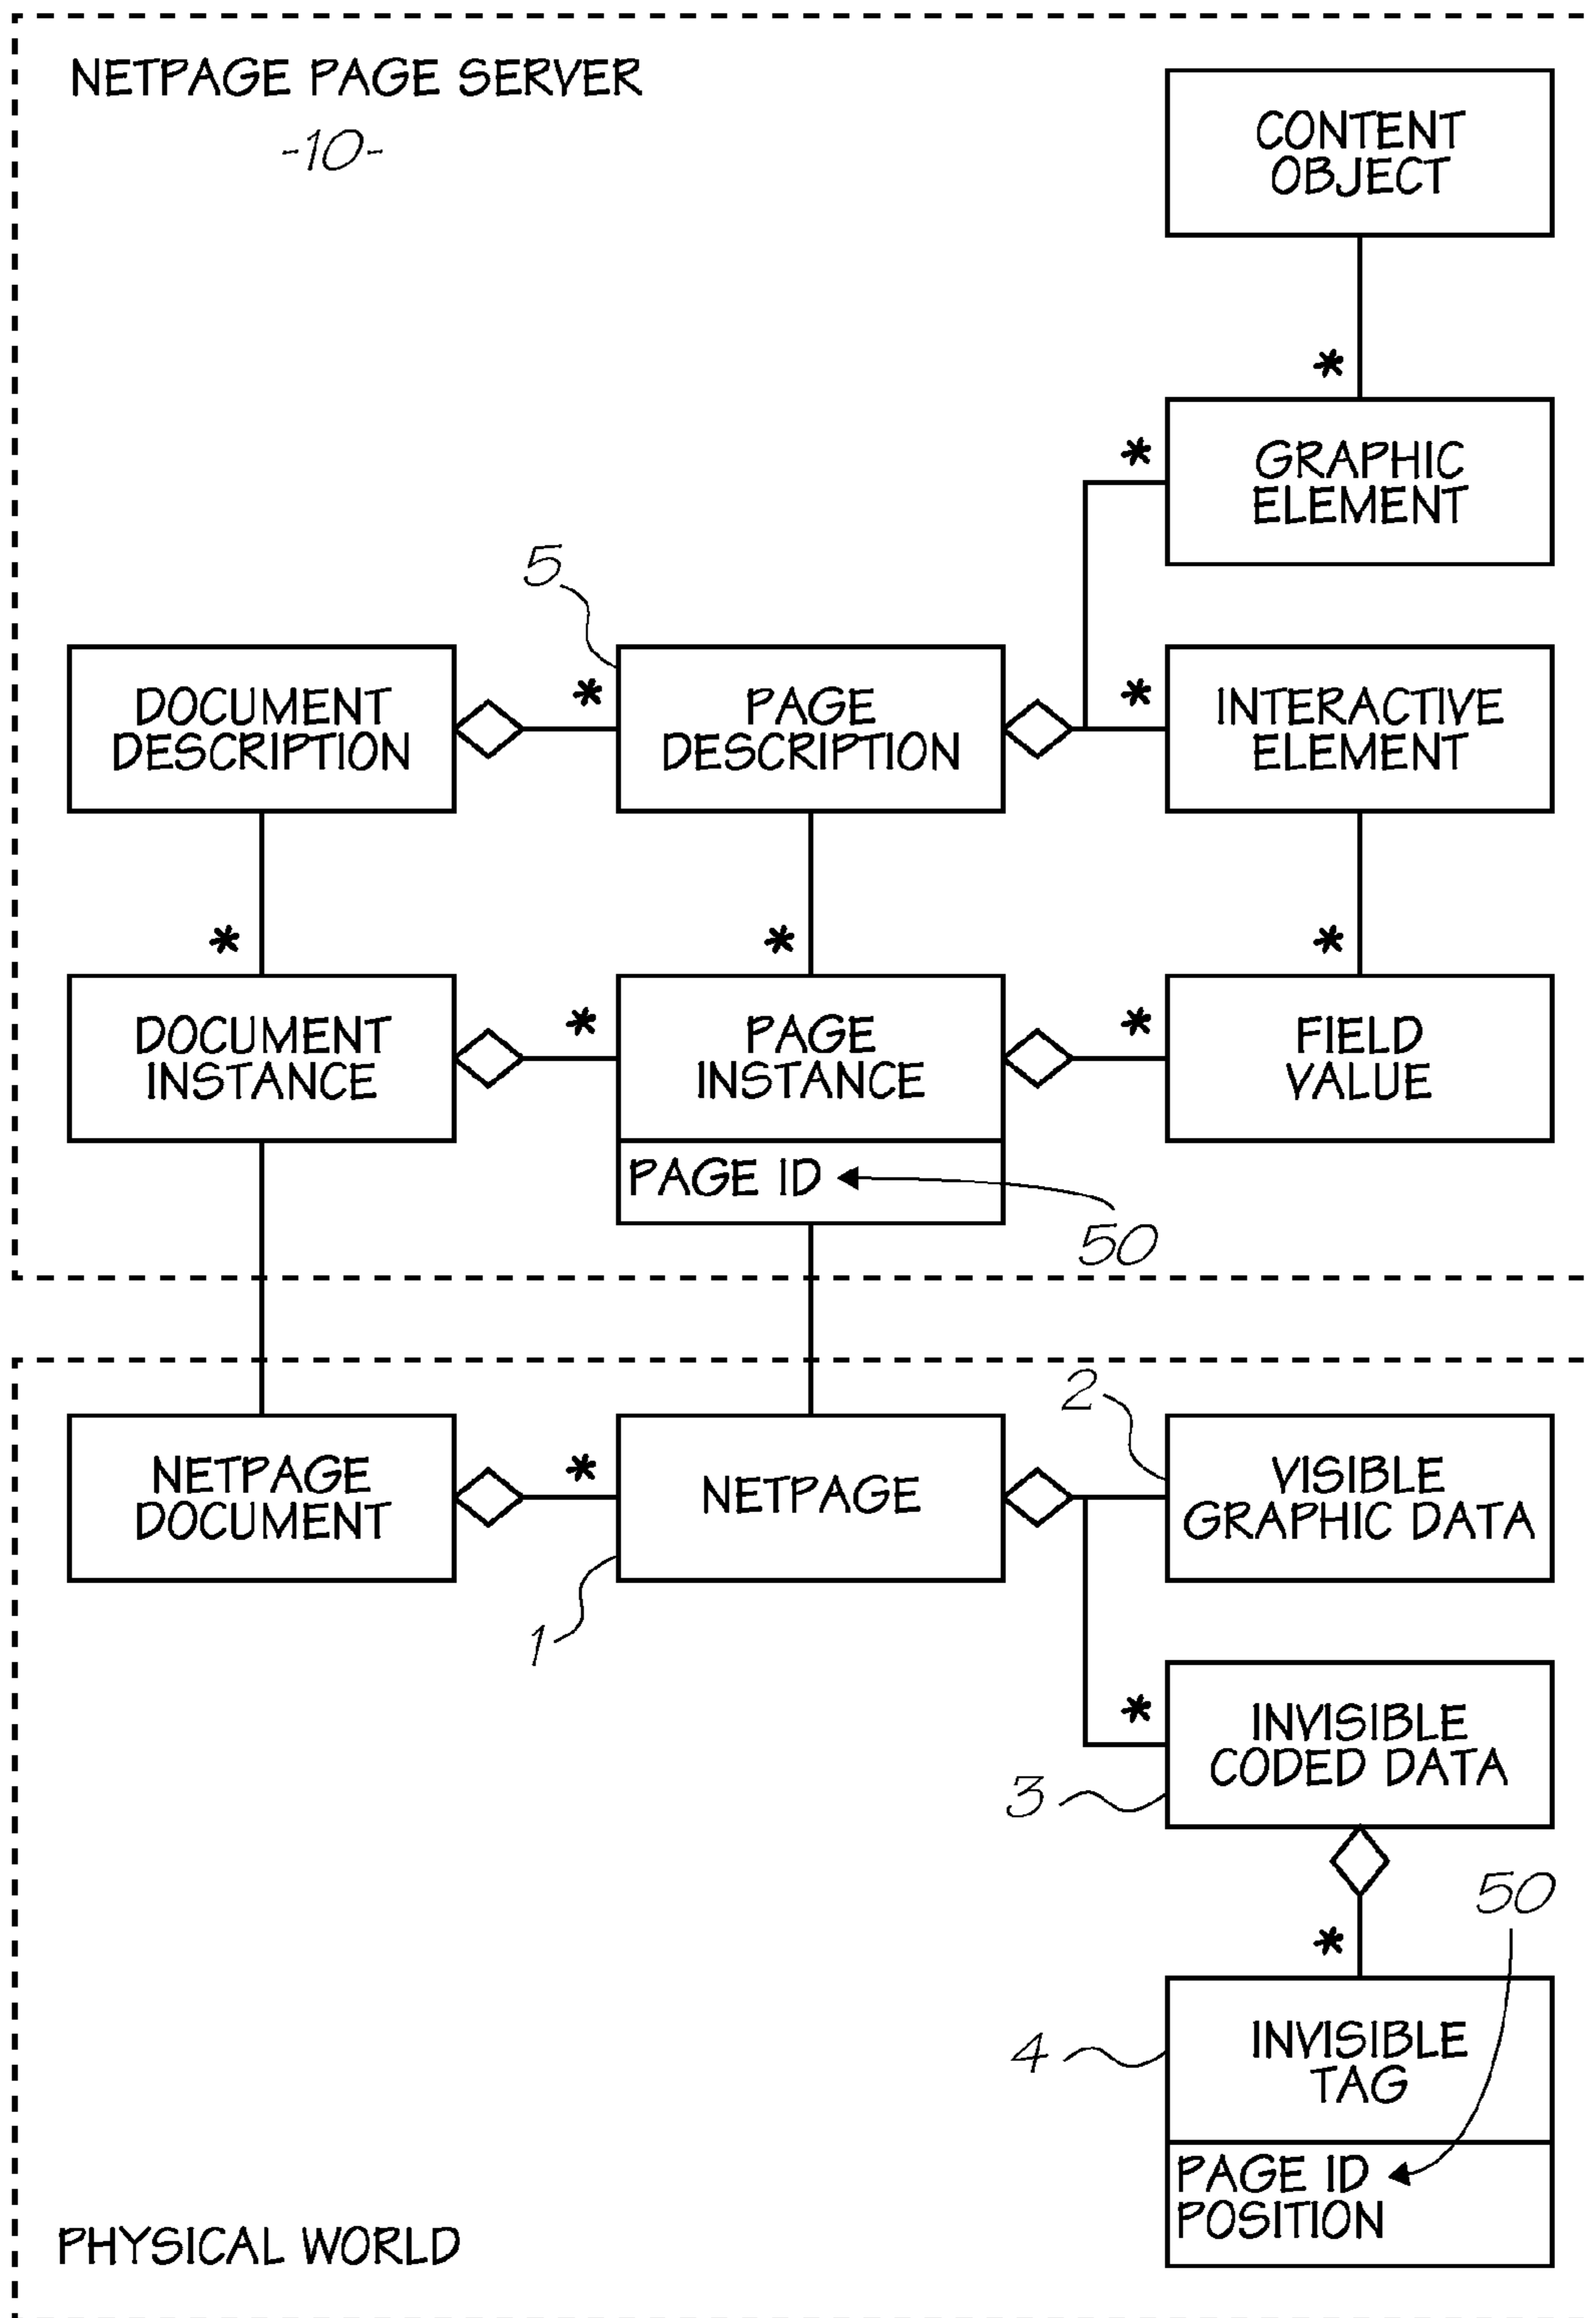 NETPAGE PAGE SERVER
-10-
CONTENT
OBJECT
*
GRAPHIC
ELEMENT
*
5
DOCUMENT
DESCRIPTION
*
PAGE
DESCRIPTION
*
INTERACTIVE
ELEMENT
*
*
*
DOCUMENT
INSTANCE
*
PAGE
INSTANCE
PAGE ID
50
*
FIELD
VALUE
NETPAGE
DOCUMENT
*
NETPAGE
1
2
VISIBLE
GRAPHIC DATA
*
INVISIBLE
CODED DATA
3
50
*
4
INVISIBLE
TAG
PAGE ID
POSITION
PHYSICAL WORLD